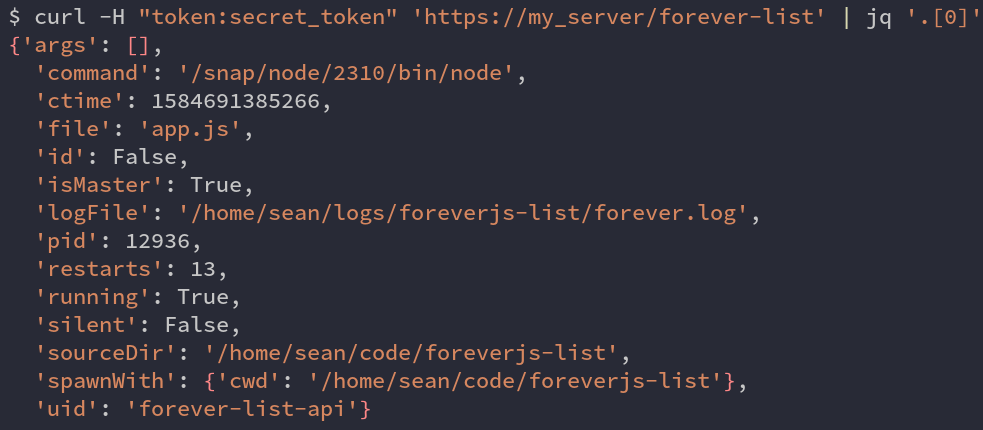 $ curl -H "token:secret_token" 'https://my_server/forever-list' | jq '.[0]'
{'args': [],
  'command': '/snap/node/2310/bin/node',
  'ctime': 1584691385266,
  'file': 'app.js',
  'id': False,
  'isMaster': True,
  'logFile': '/home/sean/logs/foreverjs-list/forever.log',
  'pid': 12936,
  'restarts': 13,
  'running': True,
  'silent': False,
  'sourceDir': '/home/sean/code/foreverjs-list',
  'spawnWith': {'cwd': '/home/sean/code/foreverjs-list'},
  'uid': 'forever-list-api'}